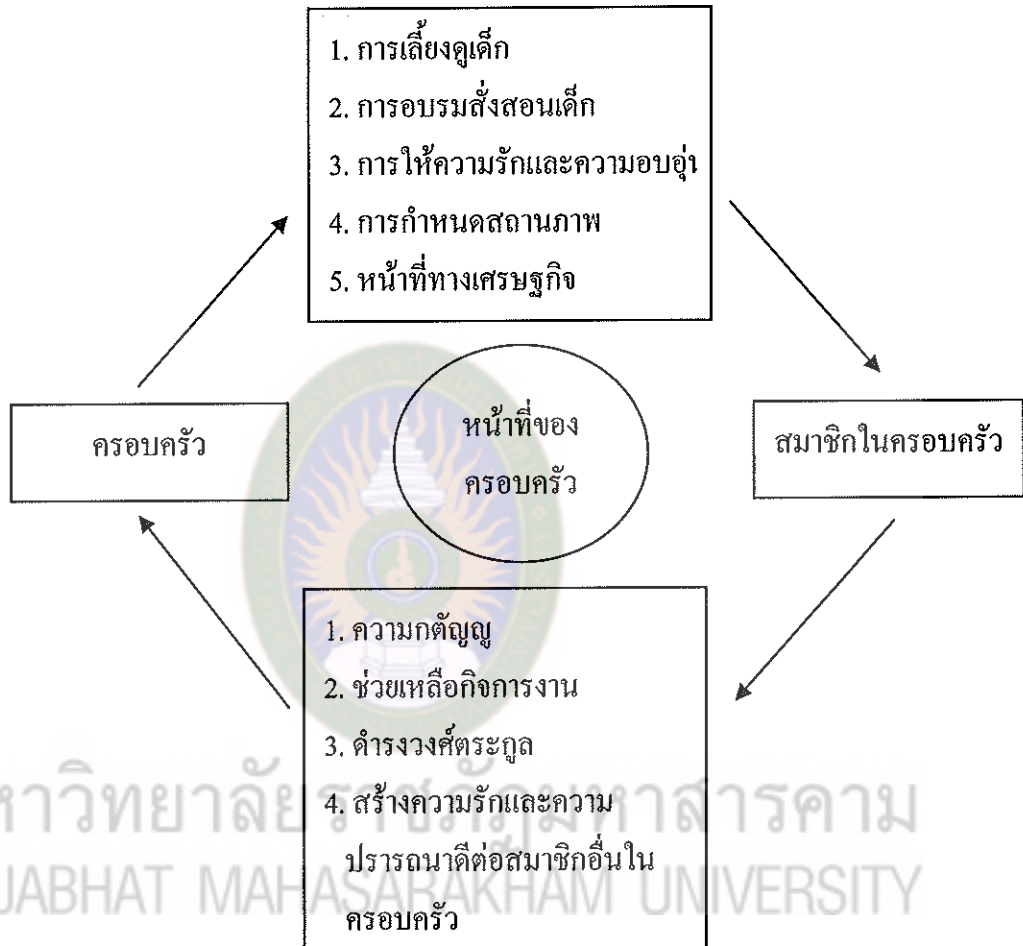 1. การเลี้ยงดูเด็ก
2. การอบรมสั่งสอนเด็ก
3. การให้ความรักและความอบอุ่น
4. การกำหนดสถานภาพ
5. หน้าที่ทางเศรษฐกิจ
ครอบครัว
หน้าที่ของ
ครอบครัว
สมาชิกในครอบครัว
1. ความกตัญญู
2. ช่วยเหลือกิจการงาน
3. ดำรงวงศ์ตระกูล
4. สร้างความรักและความ
ปรารถนาดีต่อสมาชิกอื่นใน
ครอบครัว
หาวิทยาลัยราชภัฏมหาสารคาม
JABHAT MAHASARAKHAM UNIVERSITY